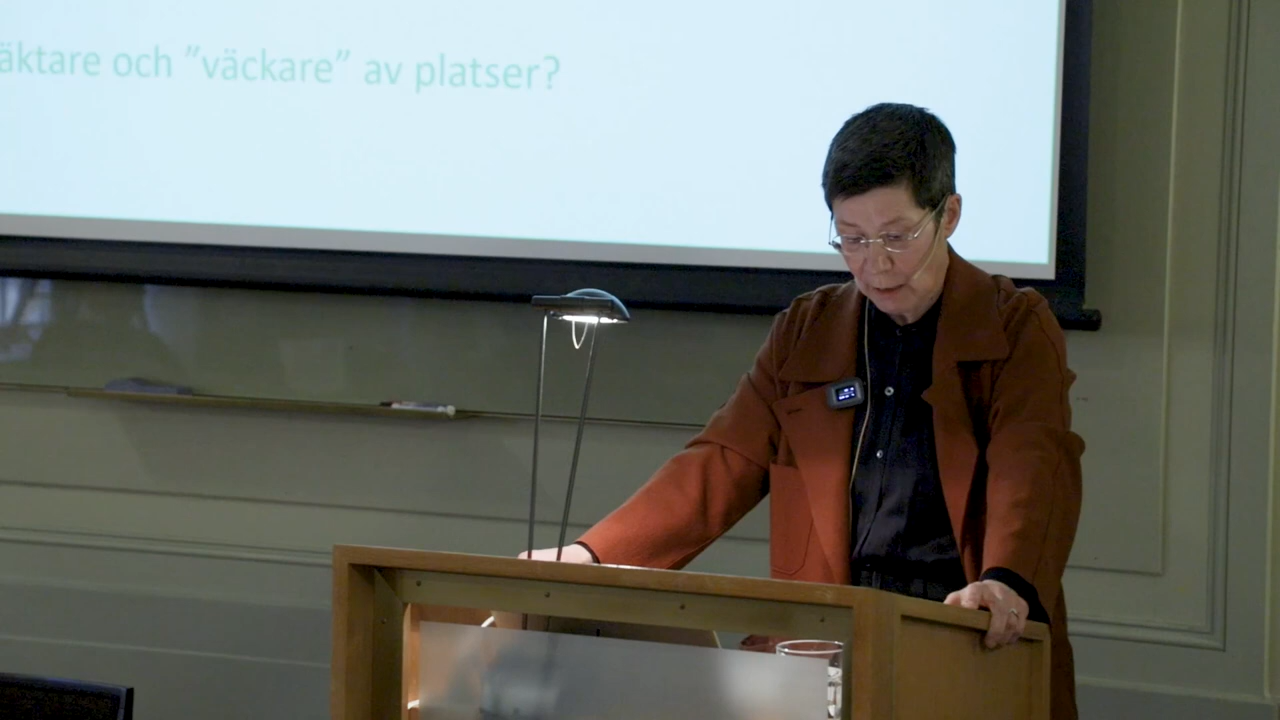 äktare och ”väckare” av platser?